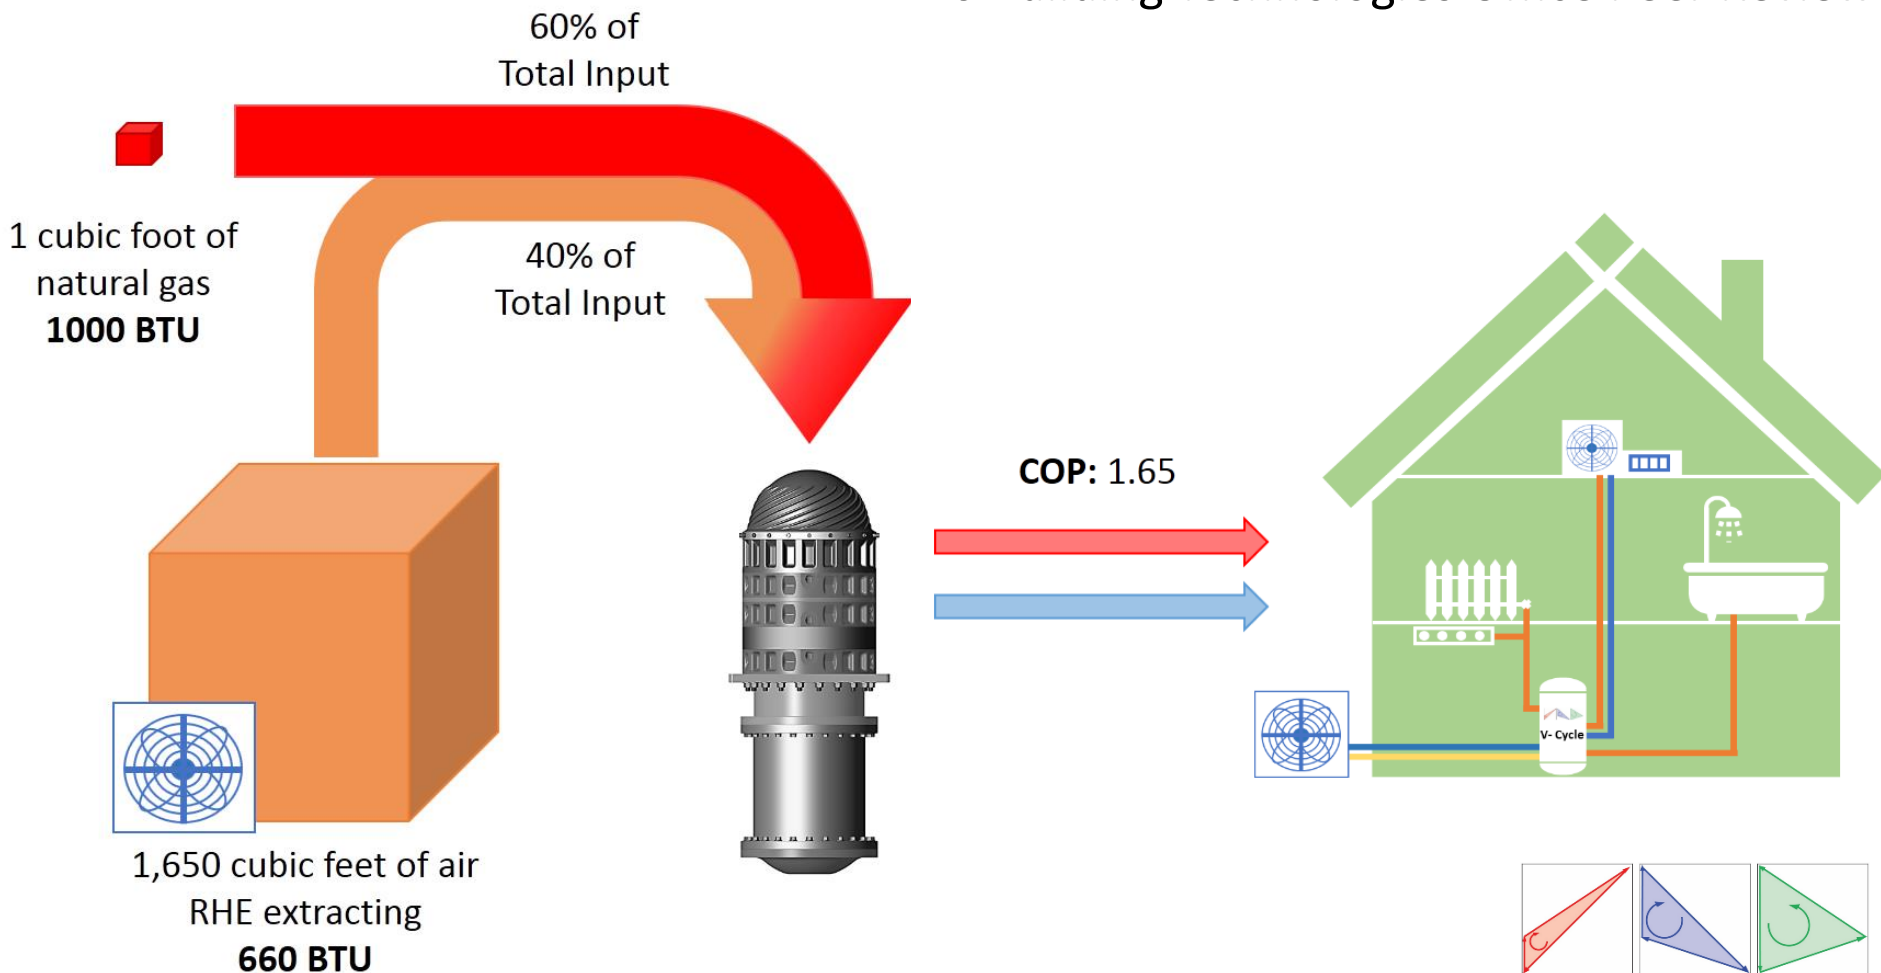 60% of
Total Input
1 cubic foot of
natural gas
1000 BTU
40% of
Total Input
COP: 1.65
V- Cycle
1,650 cubic feet of air
RHE extracting
660 BTU